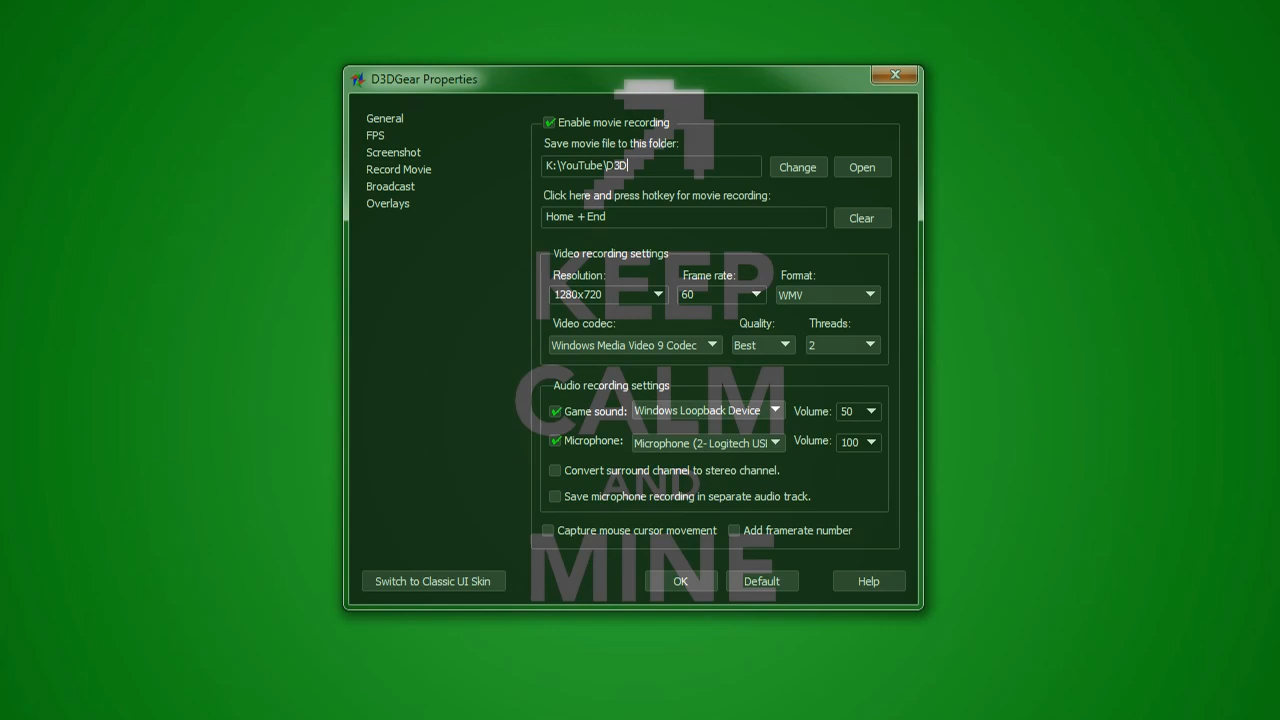 D3DGear Properties
General
FPS
Screenshot
Record Movie
Broadcast
Overlays
Enable movie recording
Save movie file to this folder:
K:\YouTube\D3D
Change
Open
Click here and press hotkey for movie recording:
Home + End
Clear
Video recording settings
Resolution: Frame rate: Format:
1280x720 60 WMV
Video codec: Quality: Threads:
Windows Media Video 9 Codec Best 2
Audio recording settings
Game sound: Windows Loopback Device Volume: 50
Microphone: Microphone (2- Logitech USI Volume: 100
Convert surround channel to stereo channel.
Save microphone recording in separate audio track.
Capture mouse cursor movement Add framerate number
Switch to Classic UI Skin OK Default Help
KEEP
CALM
AND
MINE